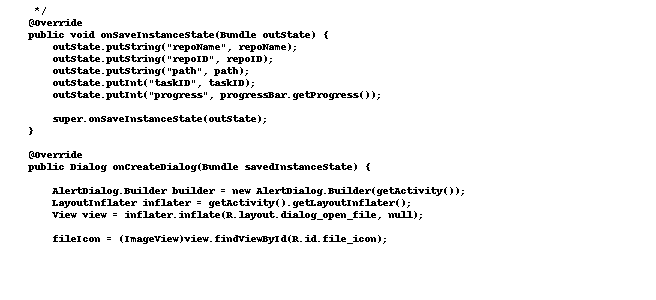 */
@Override
public void onSaveInstanceState(Bundle outState) {
outState.putString("repoName", repoName);
outState.putString("repoID", repoID);
outState.putString("path", path);
outState.putInt("taskID", taskID);
outState.putInt("progress", progressBar.getProgress());
super.onSaveInstanceState(outState);
}
@Override
public Dialog onCreateDialog(Bundle savedInstanceState) {
AlertDialog.Builder builder = new AlertDialog.Builder(getActivity());
LayoutInflater inflater = getActivity().getLayoutInflater();
View view = inflater.inflate(R.layout.dialog_open_file, null);
fileIcon = (ImageView)view.findViewById(R.id.file_icon);